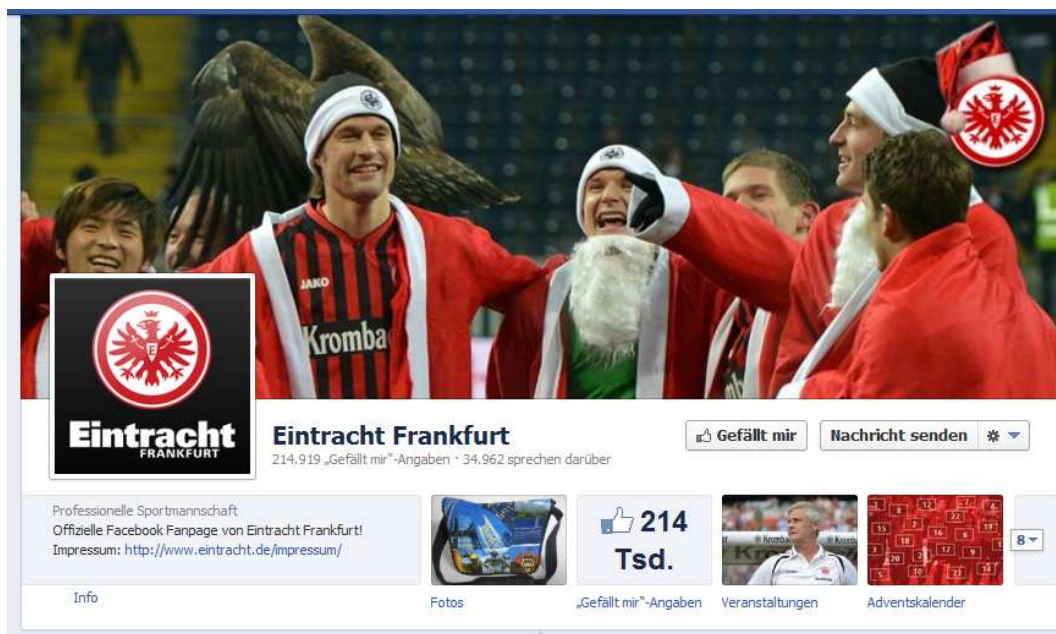 JAKO
Kromba
Eintracht
FRANKFURT
Eintracht Frankfurt
214.919 „Gefällt mir“-Angaben · 34.962 sprechen darüber
Gefällt mir
Nachricht senden
Professionelle Sportmannschaft
Offizielle Facebook Fanpage von Eintracht Frankfurt!
Impressum: http://www.eintracht.de/impressum/
Info
214
Tsd.
8
Fotos
„Gefällt mir“-Angaben
Veranstaltungen
Adventskalender